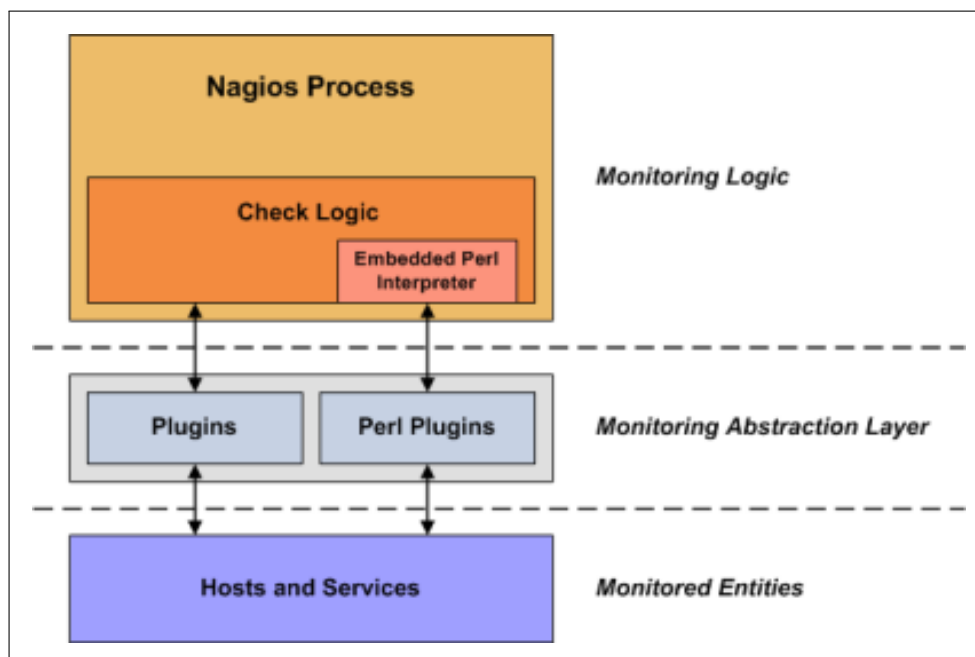 Nagios Process
Monitoring Logic
Check Logic
Embedded Perl
Interpreter
Plugins
Perl Plugins
Monitoring Abstraction Layer
Hosts and Services
Monitored Entities